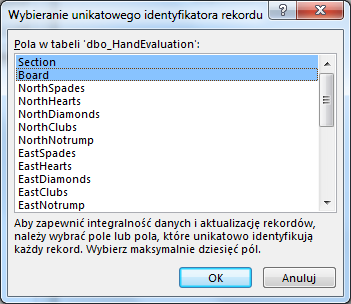 Wybieranie unikatowego identyfikatora rekordu
Pola w tabeli 'dbo_HandEvaluation':
Section
Board
NorthSpades
NorthHearts
NorthDiamonds
NorthClubs
NorthNotrump
EastSpades
EastHearts
EastDiamonds
EastClubs
EastNotrump
Aby zapewnić integralność danych i aktualizację rekordów,
należy wybrać pole lub pola, które unikatowo identyfikują
każdy rekord. Wybierz maksymalnie dziesięć pól.
OK
Anuluj